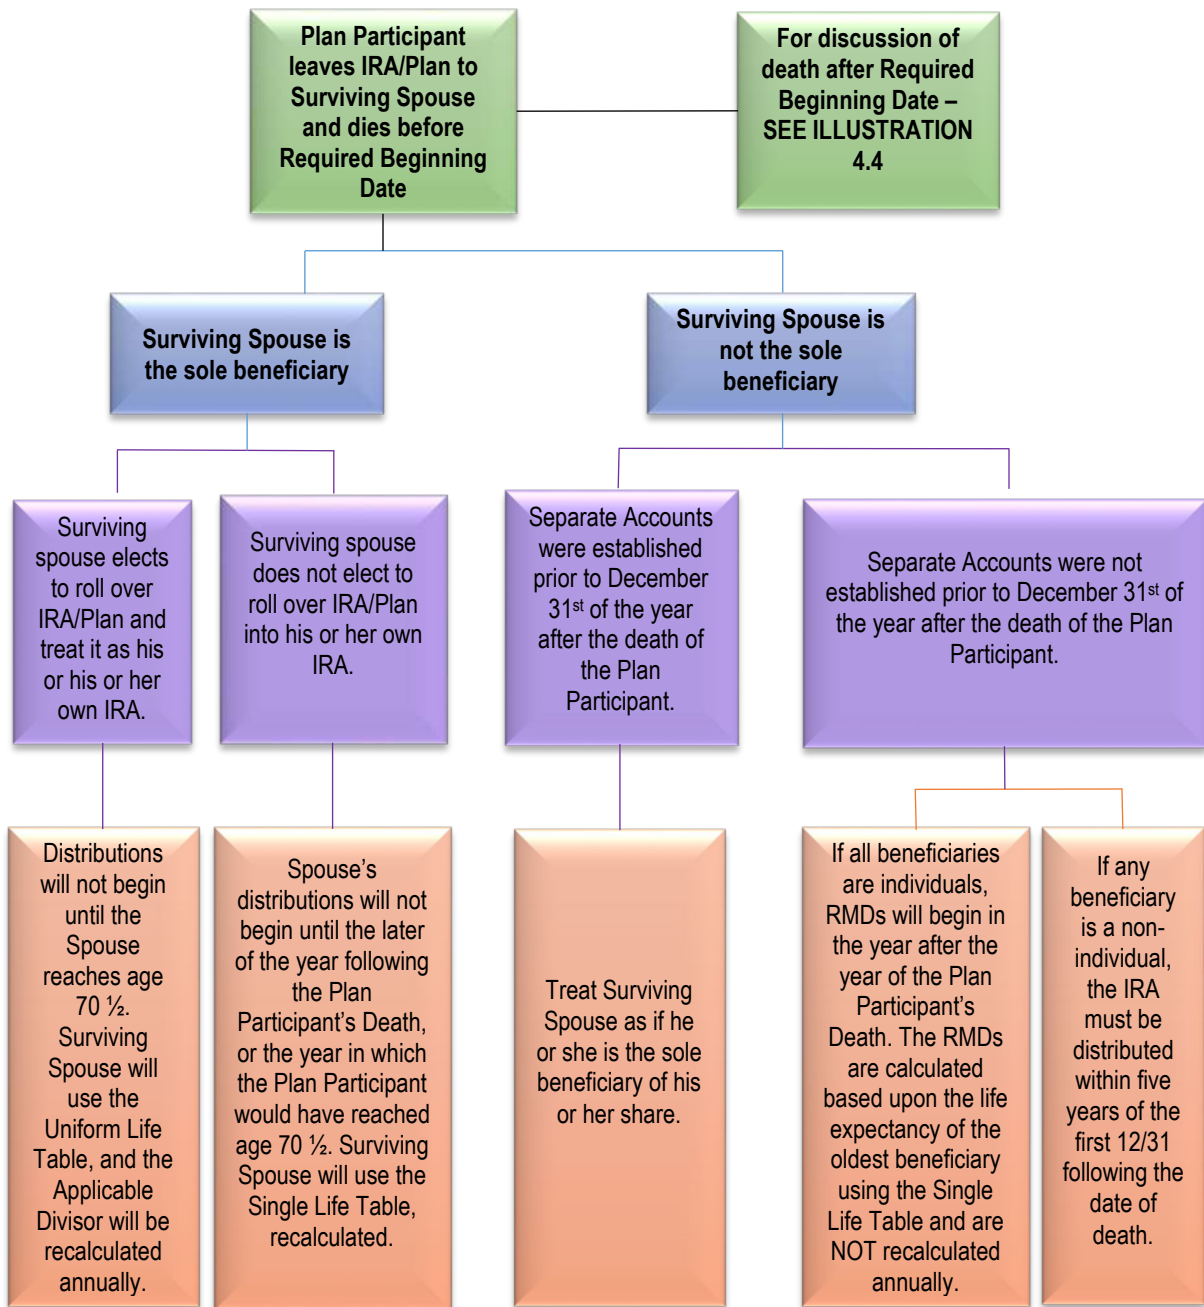 Plan Participant
leaves IRA/Plan to
Surviving Spouse
and dies before
Required Beginning
Date
For discussion of
death after Required
Beginning Date –
SEE ILLUSTRATION
4.4
Surviving Spouse is
the sole beneficiary
Surviving Spouse is
not the sole
beneficiary
Surviving
spouse elects
to roll over
IRA/Plan and
treat it as his
or his or her
own IRA.
Surviving spouse
does not elect to
roll over IRA/Plan
into his or her own
IRA.
Separate Accounts
were established
prior to December
31st of the year
after the death of
the Plan
Participant.
Separate Accounts were not
established prior to December 31st of
the year after the death of the Plan
Participant.
Distributions
will not begin
until the
Spouse
reaches age
70 ½.
Surviving
Spouse will
use the
Uniform Life
Table, and the
Applicable
Divisor will be
recalculated
annually.
Spouse’s
distributions will not
begin until the later
of the year following
the Plan
Participant’s Death,
or the year in which
the Plan Participant
would have reached
age 70 ½. Surviving
Spouse will use the
Single Life Table,
recalculated.
Treat Surviving
Spouse as if he
or she is the sole
beneficiary of his
or her share.
If all beneficiaries
are individuals,
RMDs will begin in
the year after the
year of the Plan
Participant’s
Death. The RMDs
are calculated
based upon the life
expectancy of the
oldest beneficiary
using the Single
Life Table and are
NOT recalculated
annually.
If any
beneficiary
is a non-
individual,
the IRA
must be
distributed
within five
years of the
first 12/31
following the
date of
death.